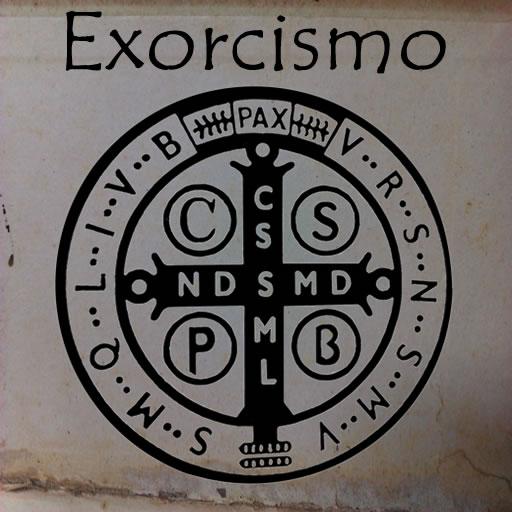 Exorcismo
PAX
V··R··S··N··S··M··V
S··M··Q··L··I··V··B
C S
P B
C S S M L
N D S M D